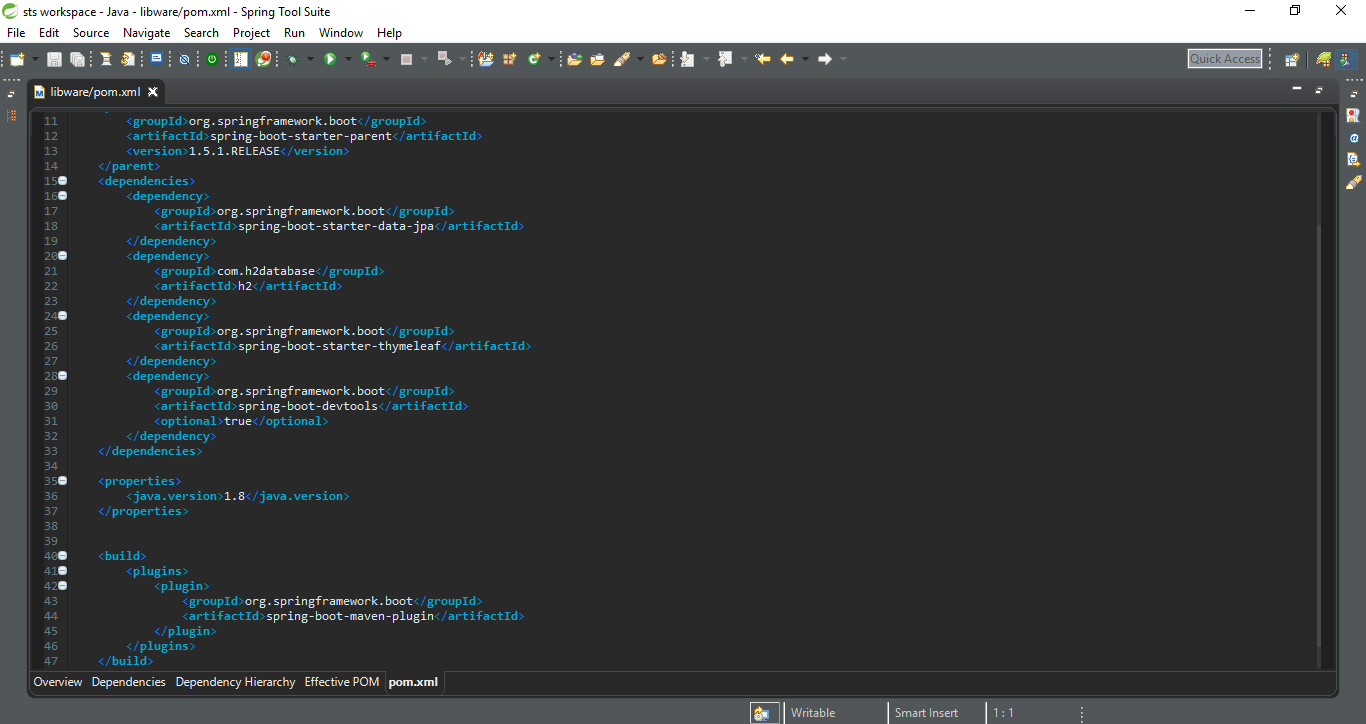 sts workspace - Java - libware/pom.xml - Spring Tool Suite
File Edit Source Navigate Search Project Run Window Help
Quick Access
libware/pom.xml
11 <groupId>org.springframework.boot</groupId>
12 <artifactId>spring-boot-starter-parent</artifactId>
13 <version>1.5.1.RELEASE</version>
14 </parent>
15 <dependencies>
16 <dependency>
17 <groupId>org.springframework.boot</groupId>
18 <artifactId>spring-boot-starter-data-jpa</artifactId>
19 </dependency>
20 <dependency>
21 <groupId>com.h2database</groupId>
22 <artifactId>h2</artifactId>
23 </dependency>
24 <dependency>
25 <groupId>org.springframework.boot</groupId>
26 <artifactId>spring-boot-starter-thymeleaf</artifactId>
27 </dependency>
28 <dependency>
29 <groupId>org.springframework.boot</groupId>
30 <artifactId>spring-boot-devtools</artifactId>
31 <optional>true</optional>
32 </dependency>
33 </dependencies>
34
35 <properties>
36 <java.version>1.8</java.version>
37 </properties>
38
39
40 <build>
41 <plugins>
42 <plugin>
43 <groupId>org.springframework.boot</groupId>
44 <artifactId>spring-boot-maven-plugin</artifactId>
45 </plugin>
46 </plugins>
47 </build>
Overview Dependencies Dependency Hierarchy Effective POM pom.xml
Writable Smart Insert 1 : 1